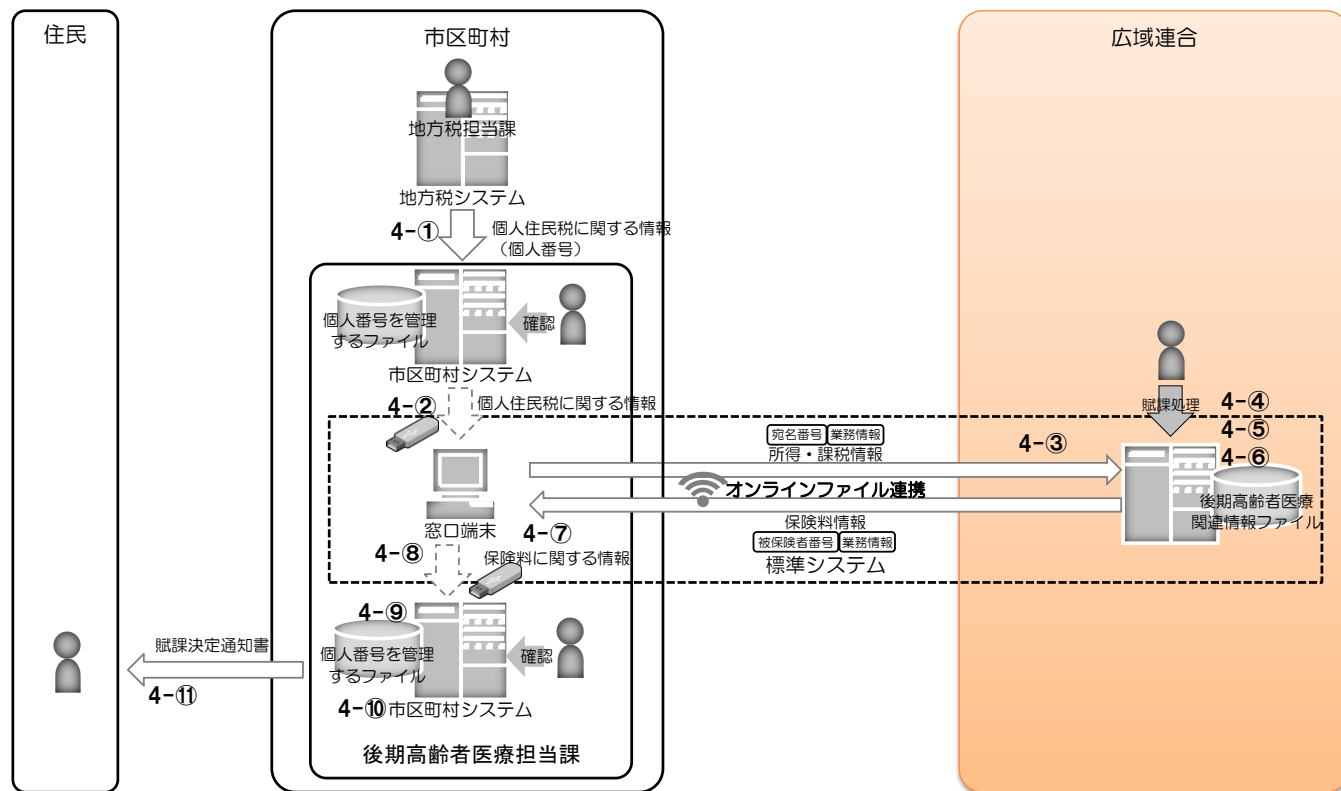 住民
市区町村
広域連合
地方税担当課
地方税システム
4-①
個人住民税に関する情報
（個人番号）
個人番号を管理
するファイル
確認
市区町村システム
4-②
個人住民税に関する情報
賦課処理
4-④
4-⑤
4-⑥
宛名番号
業務情報
所得・課税情報
4-③
オンラインファイル連携
後期高齢者医療
関連情報ファイル
窓口端末
4-⑦
保険料情報
被保険者番号
業務情報
標準システム
4-⑧
保険料に関する情報
4-⑨
個人番号を管理
するファイル
確認
4-⑩
市区町村システム
賦課決定通知書
4-⑪
後期高齢者医療担当課